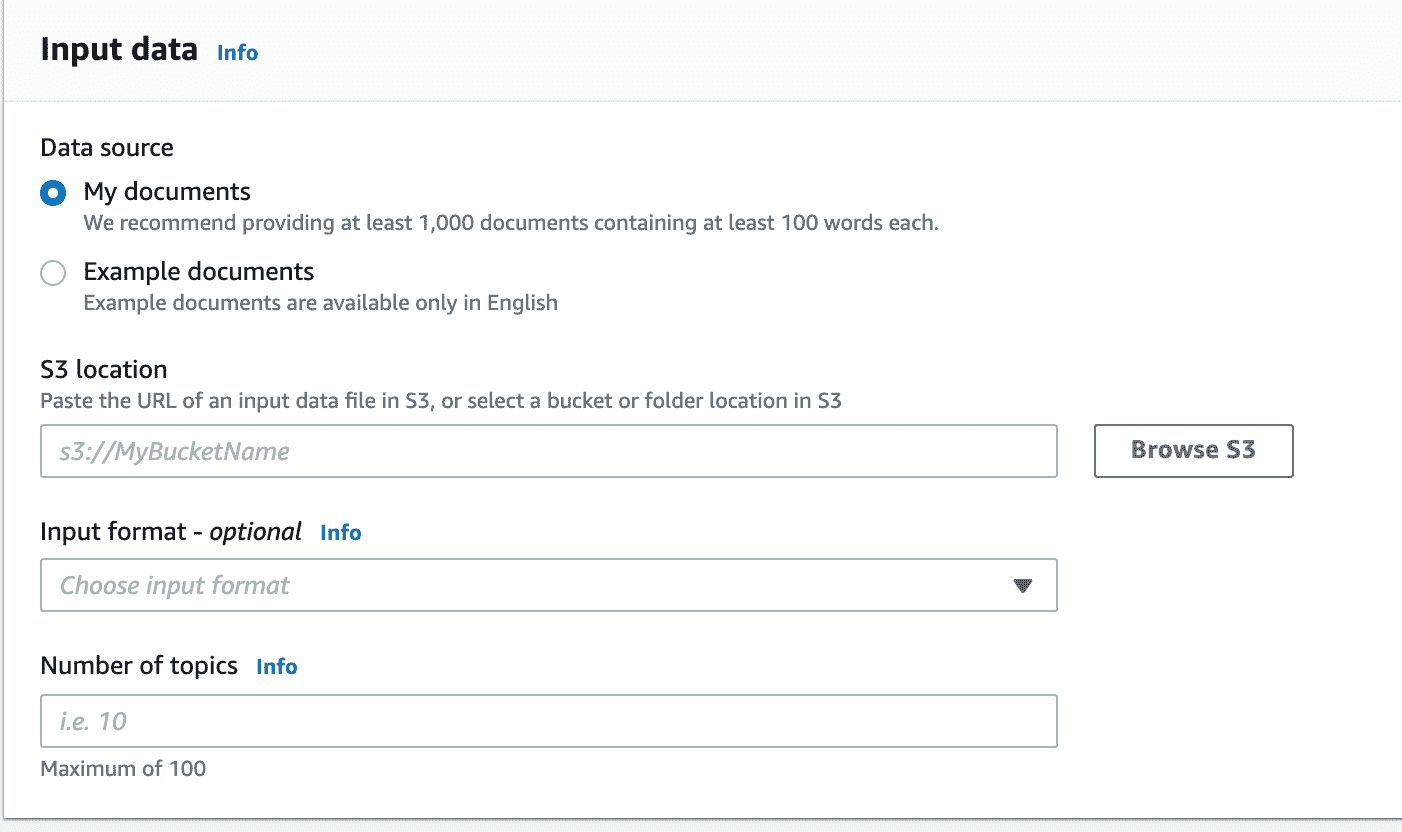 Input data Info
Data source
My documents
We recommend providing at least 1,000 documents containing at least 100 words each.
Example documents
Example documents are available only in English
S3 location
Paste the URL of an input data file in S3, or select a bucket or folder location in S3
s3://MyBucketName Browse S3
Input format - optional Info
Choose input format
Number of topics Info
i.e. 10
Maximum of 100